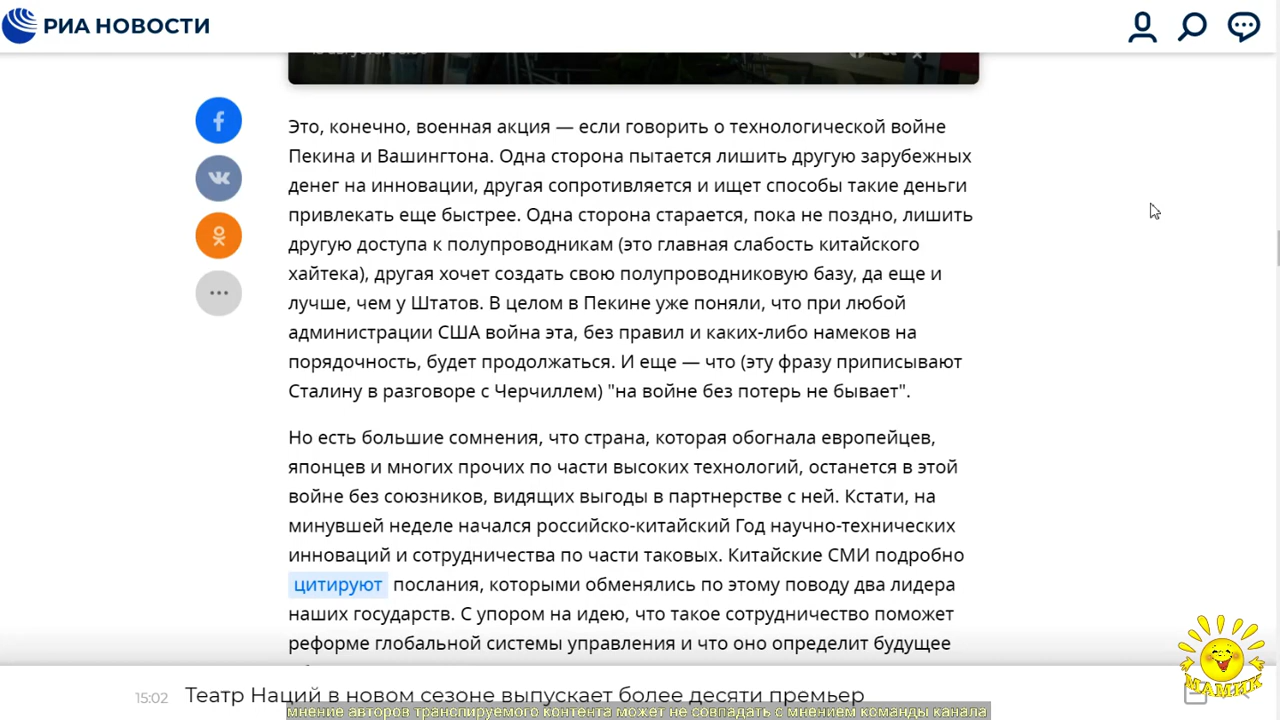 РИА НОВОСТИ
Это, конечно, военная акция — если говорить о технологической войне
Пекина и Вашингтона. Одна сторона пытается лишить другую зарубежных
денег на инновации, другая сопротивляется и ищет способы такие деньги
привлекать еще быстрее. Одна сторона старается, пока не поздно, лишить
другую доступа к полупроводникам (это главная слабость китайского
хайтека), другая хочет создать свою полупроводниковую базу, да еще и
лучше, чем у Штатов. В целом в Пекине уже поняли, что при любой
администрации США война эта, без правил и каких-либо намеков на
порядочность, будет продолжаться. И еще — что (эту фразу приписывают
Сталину в разговоре с Черчиллем) "на войне без потерь не бывает".
Но есть большие сомнения, что страна, которая обогнала европейцев,
японцев и многих прочих по части высоких технологий, останется в этой
войне без союзников, видящих выгоды в партнерстве с ней. Кстати, на
минувшей неделе начался российско-китайский Год научно-технических
инноваций и сотрудничества по части таковых. Китайские СМИ подробно
цитируют послания, которыми обменялись по этому поводу два лидера
наших государств. С упором на идею, что такое сотрудничество поможет
реформе глобальной системы управления и что оно определит будущее
МАМИК
15:02 Театр Наций в новом сезоне выпускает более десяти премьер
мнение авторов транслируемого контента может не совпадать с мнением команды канала